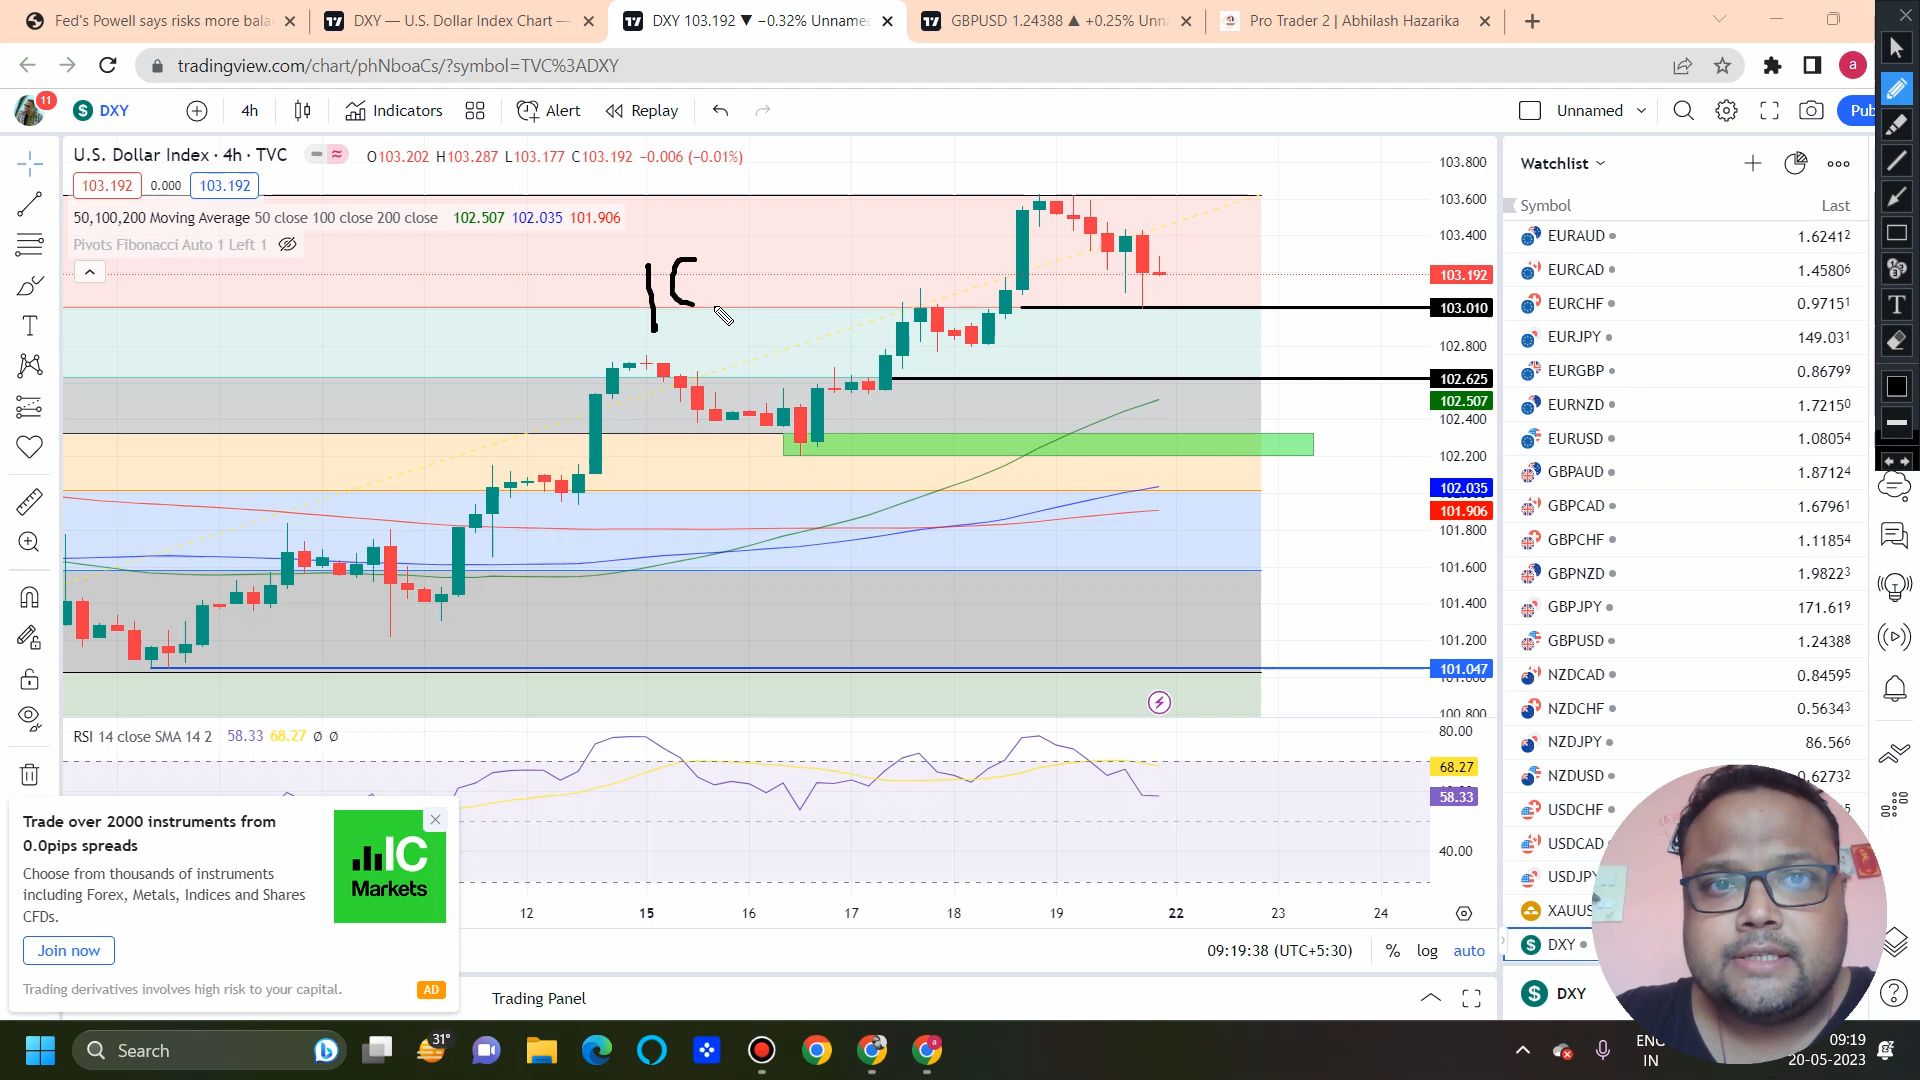 Fed's Powell says risks more bala
DXY — U.S. Dollar Index Chart —
DXY 103.192 ▼ −0.32% Unname
GBPUSD 1.24388 ▲ +0.25% Unn
Pro Trader 2 | Abhilash Hazarika
tradingview.com/chart/phNboaCs/?symbol=TVC%3ADXY
a
11
DXY
4h
Indicators
Alert
Replay
Unnamed
Pub
U.S. Dollar Index · 4h · TVC
O103.202 H103.287 L103.177 C103.192 −0.006 (−0.01%)
103.192
0.000
103.192
50,100,200 Moving Average 50 close 100 close 200 close 102.507 102.035 101.906
Pivots Fibonacci Auto 1 Left 1
103.800
103.600
103.400
103.192
103.010
102.800
102.625
102.507
102.400
102.200
102.035
101.906
101.800
101.600
101.400
101.200
101.047
101.000
100.800
RSI 14 close SMA 14 2 58.33 68.27 Ø Ø
80.00
68.27
58.33
40.00
12 15 16 17 18 19 22 23 24
09:19:38 (UTC+5:30)
% log auto
Trading Panel
Trade over 2000 instruments from
0.0pips spreads
Choose from thousands of instruments
including Forex, Metals, Indices and Shares
CFDs.
Join now
Trading derivatives involves high risk to your capital.
AD
IC
Markets
Watchlist
Symbol Last
EURAUD 1.62412
EURCAD 1.45806
EURCHF 0.97151
EURJPY 149.031
EURGBP 0.86799
EURNZD 1.72150
EURUSD 1.08054
GBPAUD 1.87124
GBPCAD 1.67961
GBPCHF 1.11854
GBPNZD 1.98223
GBPJPY 171.619
GBPUSD 1.24388
NZDCAD 0.84595
NZDCHF 0.56343
NZDJPY 86.566
NZDUSD 0.62732
USDCHF
USDCAD
USDJPY
XAUUS
DXY
DXY
Search
31°
ENG
IN
09:19
20-05-2023